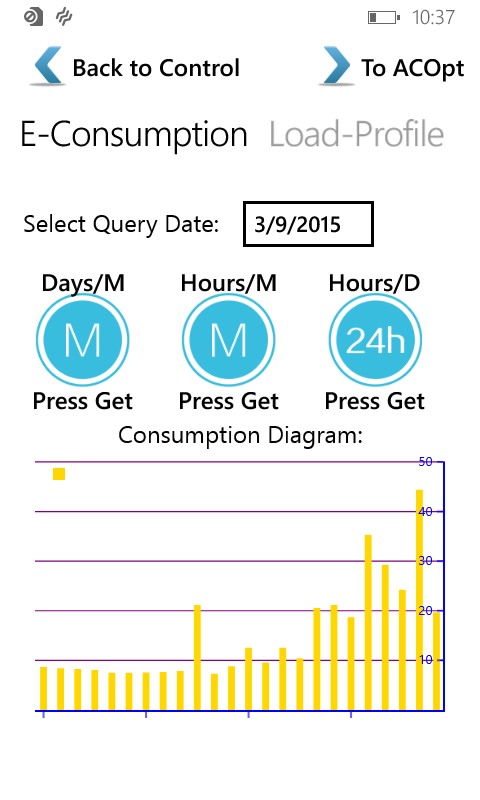 10:37
Back to Control To ACOpt
E-Consumption Load-Profile
Select Query Date: 3/9/2015
Days/M Hours/M Hours/D
M M 24h
Press Get Press Get Press Get
Consumption Diagram:
50
40
30
20
10